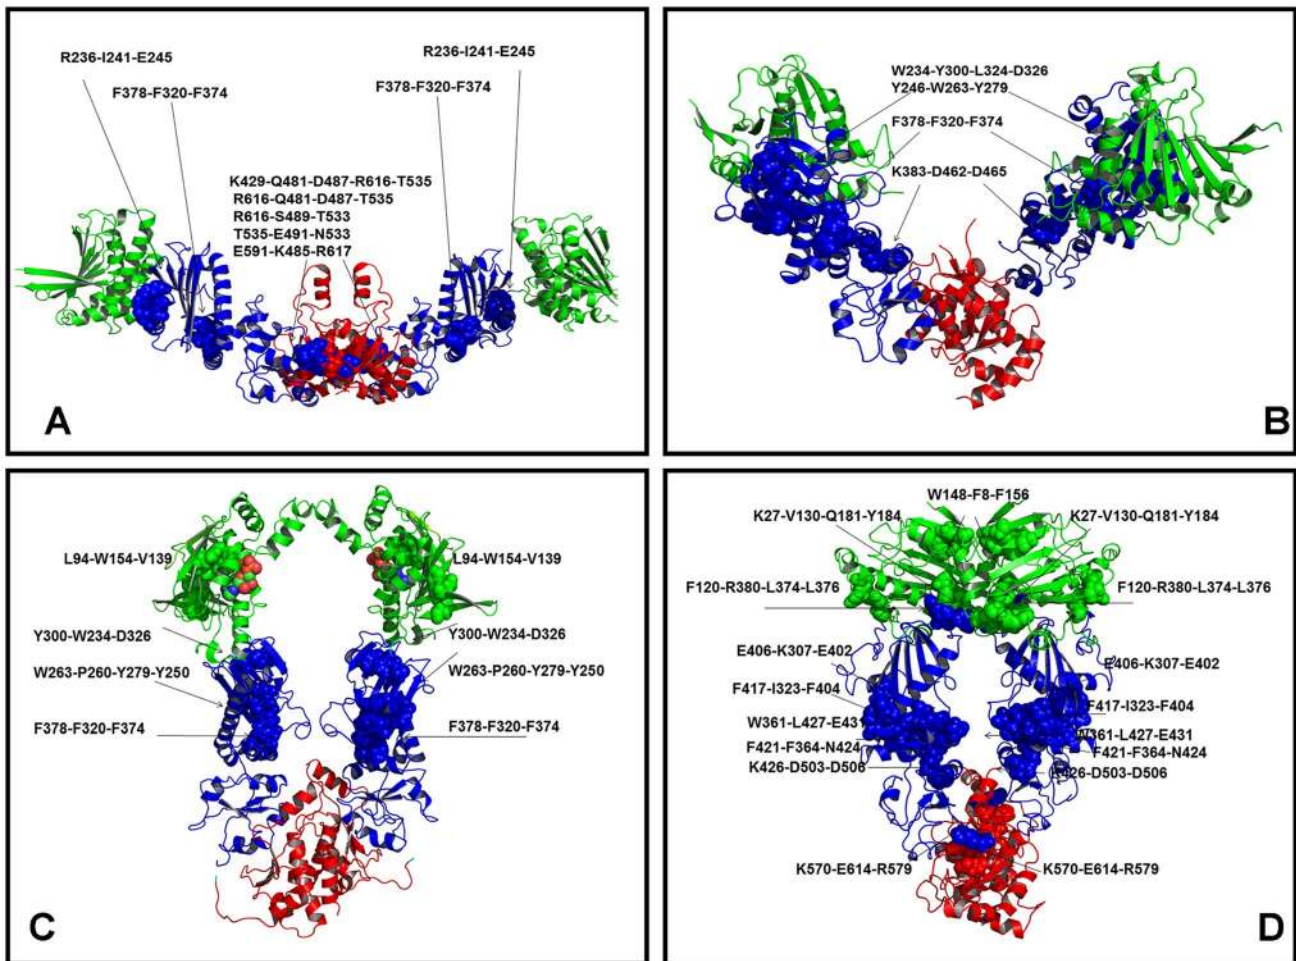 R236-I241-E245
R236-I241-E245
F378-F320-F374
F378-F320-F374
K429-Q481-D487-R616-T535
R616-Q481-D487-T535
R616-S489-T533
T535-E491-N533
E591-K485-R617
A
W234-Y300-L324-D326
Y246-W263-Y279
F378-F320-F374
K383-D462-D465
B
L94-W154-V139
L94-W154-V139
Y300-W234-D326
Y300-W234-D326
W263-P260-Y279-Y250
W263-P260-Y279-Y250
F378-F320-F374
F378-F320-F374
C
W148-F8-F156
K27-V130-Q181-Y184
K27-V130-Q181-Y184
F120-R380-L374-L376
F120-R380-L374-L376
E406-K307-E402
E406-K307-E402
F417-I323-F404
F417-I323-F404
W361-L427-E431
W361-L427-E431
F421-F364-N424
F421-F364-N424
K426-D503-D506
K426-D503-D506
K570-E614-R579
K570-E614-R579
D